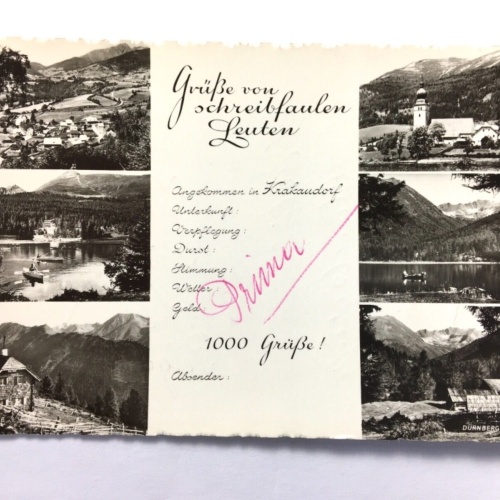 Grüße von
schreibfaulen
Leuten
Angekommen in Krakaudorf
Unterkunft:
Verpflegung:
Durst:
Stimmung:
Wetter:
Geld:
Prima
1000 Grüße!
Absender:
DÜRNBERG